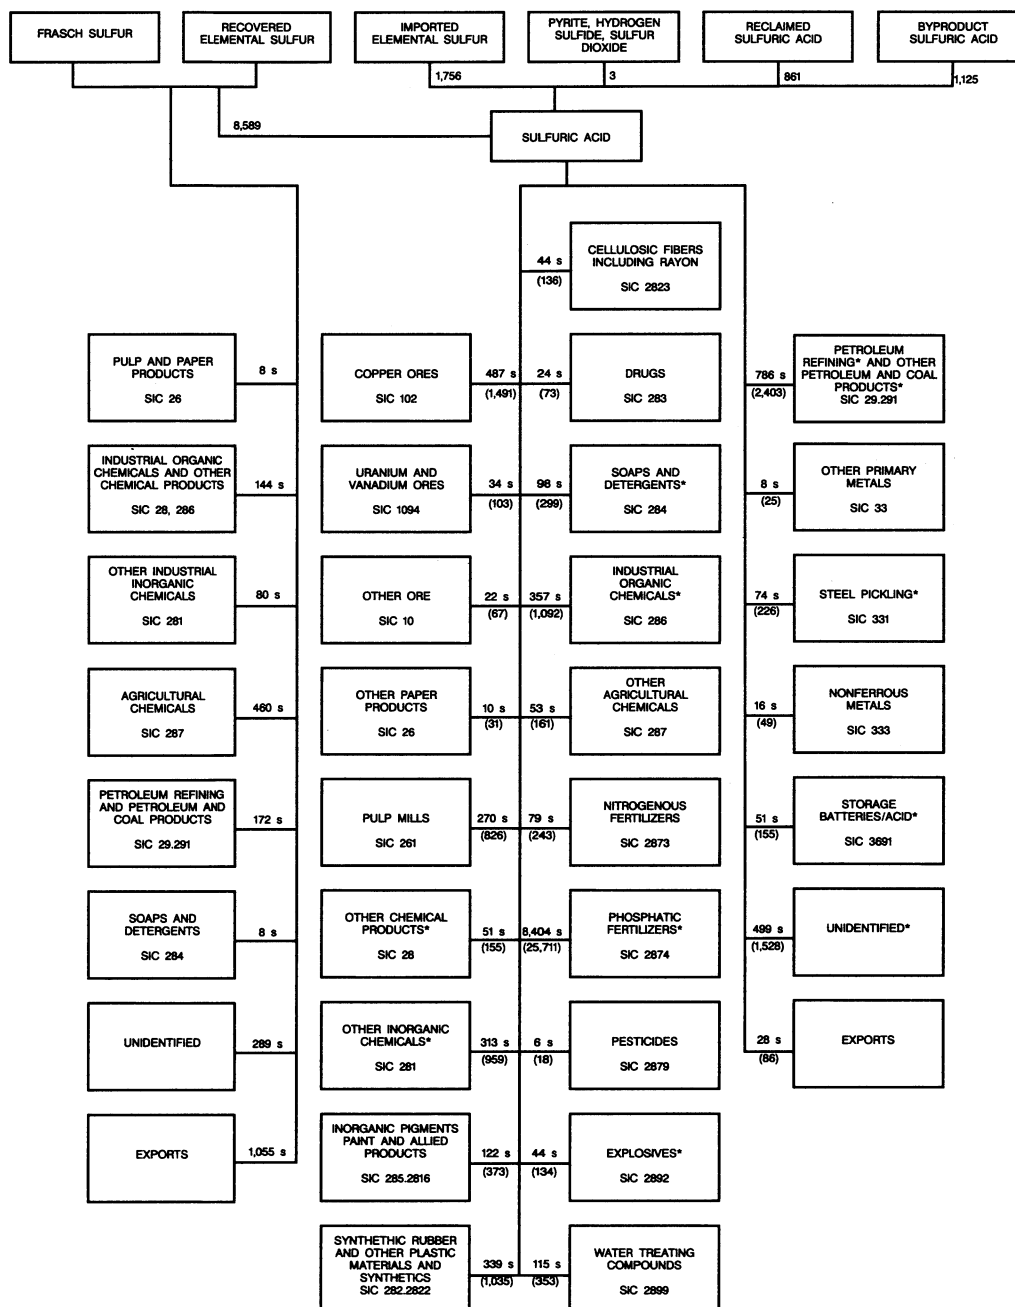 FRASCH SULFUR
RECOVERED
ELEMENTAL SULFUR
IMPORTED
ELEMENTAL SULFUR
PYRITE, HYDROGEN
SULFIDE, SULFUR
DIOXIDE
RECLAIMED
SULFURIC ACID
BYPRODUCT
SULFURIC ACID
1,756
3
861
1,125
8,589
SULFURIC ACID
PULP AND PAPER
PRODUCTS
SIC 26
8 s
INDUSTRIAL ORGANIC
CHEMICALS AND OTHER
CHEMICAL PRODUCTS
SIC 28, 286
144 s
OTHER INDUSTRIAL
INORGANIC
CHEMICALS
SIC 281
80 s
AGRICULTURAL
CHEMICALS
SIC 287
460 s
PETROLEUM REFINING
AND PETROLEUM AND
COAL PRODUCTS
SIC 29.291
172 s
SOAPS AND
DETERGENTS
SIC 284
8 s
UNIDENTIFIED
289 s
EXPORTS
1,055 s
COPPER ORES
SIC 102
487 s
(1,491)
URANIUM AND
VANADIUM ORES
SIC 1094
34 s
(103)
OTHER ORE
SIC 10
22 s
(67)
OTHER PAPER
PRODUCTS
SIC 26
10 s
(31)
PULP MILLS
SIC 261
270 s
(826)
OTHER CHEMICAL
PRODUCTS*
SIC 28
51 s
(155)
OTHER INORGANIC
CHEMICALS*
SIC 281
313 s
(959)
INORGANIC PIGMENTS
PAINT AND ALLIED
PRODUCTS
SIC 285.2816
122 s
(373)
SYNTHETHIC RUBBER
AND OTHER PLASTIC
MATERIALS AND
SYNTHETICS
SIC 282.2822
339 s
(1,035)
44 s
(136)
CELLULOSIC FIBERS
INCLUDING RAYON
SIC 2823
24 s
(73)
DRUGS
SIC 283
98 s
(299)
SOAPS AND
DETERGENTS*
SIC 284
357 s
(1,092)
INDUSTRIAL
ORGANIC
CHEMICALS*
SIC 286
53 s
(161)
OTHER
AGRICULTURAL
CHEMICALS
SIC 287
79 s
(243)
NITROGENOUS
FERTILIZERS
SIC 2873
8,404 s
(25,711)
PHOSPHATIC
FERTILIZERS*
SIC 2874
6 s
(18)
PESTICIDES
SIC 2879
44 s
(134)
EXPLOSIVES*
SIC 2892
115 s
(353)
WATER TREATING
COMPOUNDS
SIC 2899
786 s
(2,403)
PETROLEUM
REFINING* AND OTHER
PETROLEUM AND COAL
PRODUCTS*
SIC 29.291
8 s
(25)
OTHER PRIMARY
METALS
SIC 33
74 s
(226)
STEEL PICKLING*
SIC 331
16 s
(49)
NONFERROUS
METALS
SIC 333
51 s
(155)
STORAGE
BATTERIES/ACID*
SIC 3691
499 s
(1,528)
UNIDENTIFIED*
28 s
(86)
EXPORTS